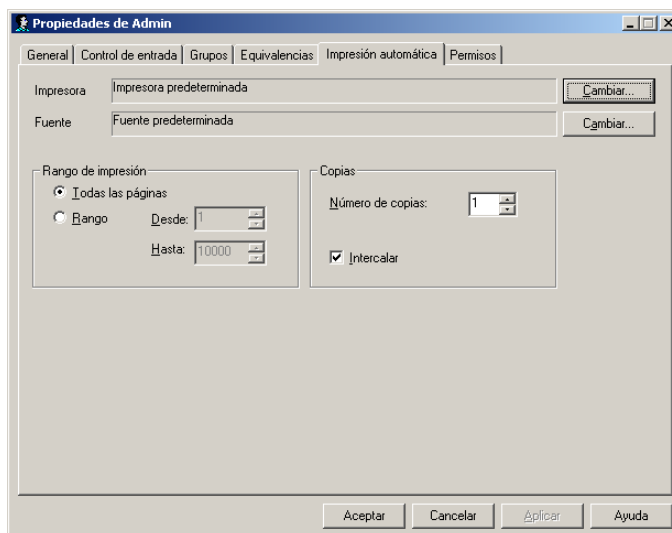 Propiedades de Admin
General Control de entrada Grupos Equivalencias Impresión automática Permisos
Impresora Impresora predeterminada Cambiar...
Fuente Fuente predeterminada Cambiar...
Rango de impresión Copias
Todas las páginas
Número de copias: 1
Rango Desde: 1
Hasta: 10000
Intercalar
Aceptar Cancelar Aplicar Ayuda